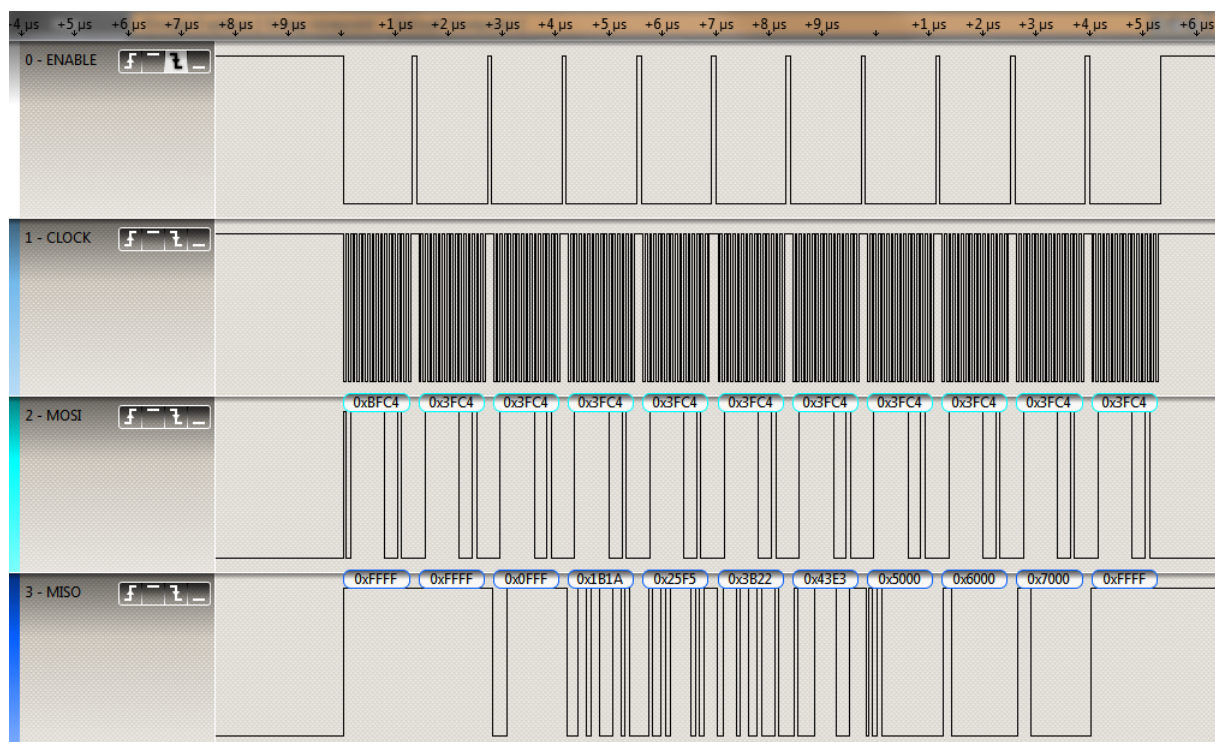 4 µs +5 µs +6 µs +7 µs +8 µs +9 µs +1 µs +2 µs +3 µs +4 µs +5 µs +6 µs +7 µs +8 µs +9 µs +1 µs +2 µs +3 µs +4 µs +5 µs +6 µs
0 - ENABLE
1 - CLOCK
0xBFC4 0x3FC4 0x3FC4 0x3FC4 0x3FC4 0x3FC4 0x3FC4 0x3FC4 0x3FC4 0x3FC4 0x3FC4
2 - MOSI
0xFFFF 0xFFFF 0x0FFF 0x1B1A 0x25F5 0x3B22 0x43E3 0x5000 0x6000 0x7000 0xFFFF
3 - MISO